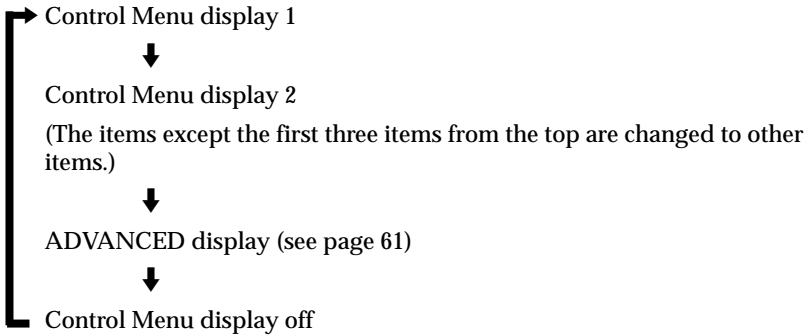 Control Menu display 1
Control Menu display 2
(The items except the first three items from the top are changed to other
items.)
ADVANCED display (see page 61)
Control Menu display off